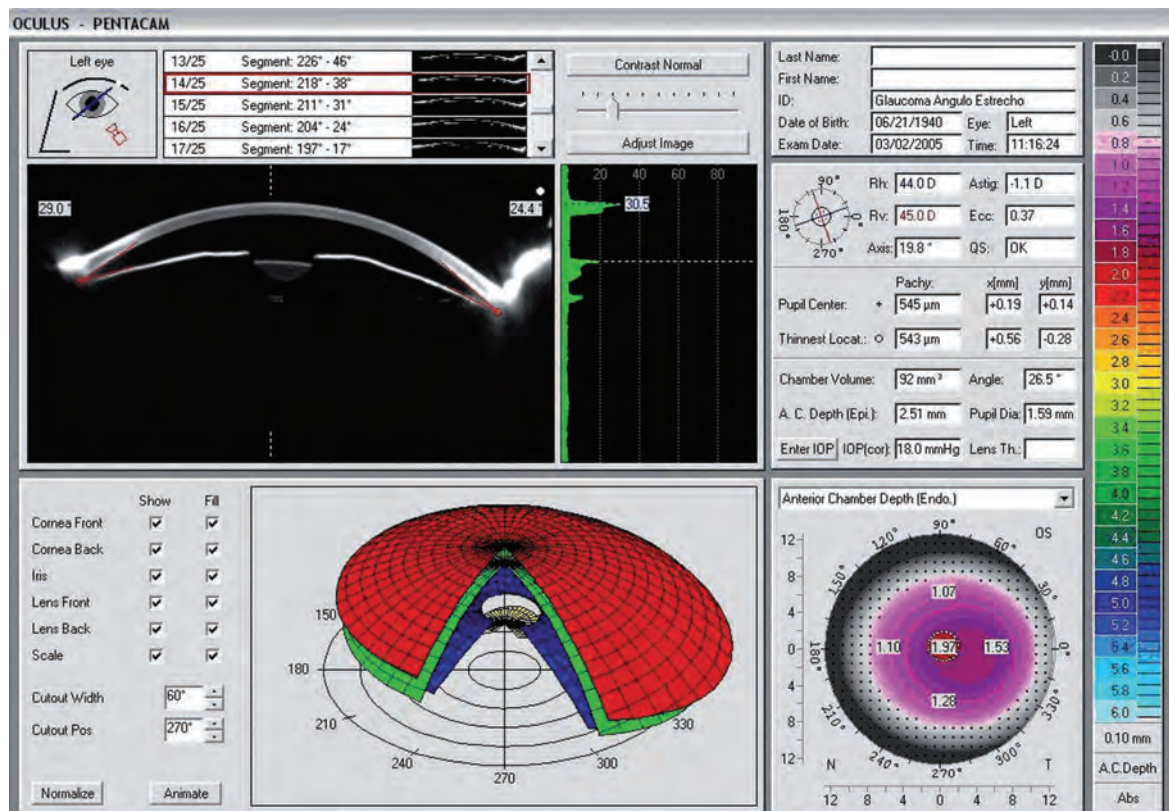 OCULUS - PENTACAM
Left eye
13/25 Segment: 226° - 46°
14/25 Segment: 218° - 38°
15/25 Segment: 211° - 31°
16/25 Segment: 204° - 24°
17/25 Segment: 197° - 17°
Contrast Normal
Adjust Image
29.0 °
24.4 °
20 40 60 80
30.5
Last Name:
First Name:
ID: Glaucoma Angulo Estrecho
Date of Birth: 06/21/1940 Eye: Left
Exam Date: 03/02/2005 Time: 11:16:24
90°
180°
0°
270°
Rh: 44.0 D Astig: -1.1 D
Rv: 45.0 D Ecc: 0.37
Axis: 19.8 ° QS: OK
Pachy: x[mm] y[mm]
Pupil Center: + 545 µm +0.19 +0.14
Thinnest Locat.: O 543 µm +0.56 -0.28
Chamber Volume: 92 mm³ Angle: 26.5 °
A. C. Depth (Epi.): 2.51 mm Pupil Dia: 1.59 mm
Enter IOP IOP(cor): 18.0 mmHg Lens Th.:
Show Fill
Cornea Front
Cornea Back
Iris
Lens Front
Lens Back
Scale
Cutout Width 60°
Cutout Pos 270°
Normalize Animate
150
180
210
240
270
300
330
Anterior Chamber Depth (Endo.)
OS
90°
120°
60°
150°
30°
180°
0°
210°
330°
240°
300°
270°
12
8
4
0
4
8
12
1.07
1.10 1.97 1.53
1.28
N T
12 8 4 0 4 8 12
-0.0
0.2
0.4
0.6
0.8
1.0
1.2
1.4
1.6
1.8
2.0
2.4
2.6
2.8
3.0
3.2
3.4
3.6
3.8
4.0
4.2
4.4
4.6
4.8
5.0
5.2
5.4
5.6
5.8
6.0
0.10 mm
A.C.Depth
Abs